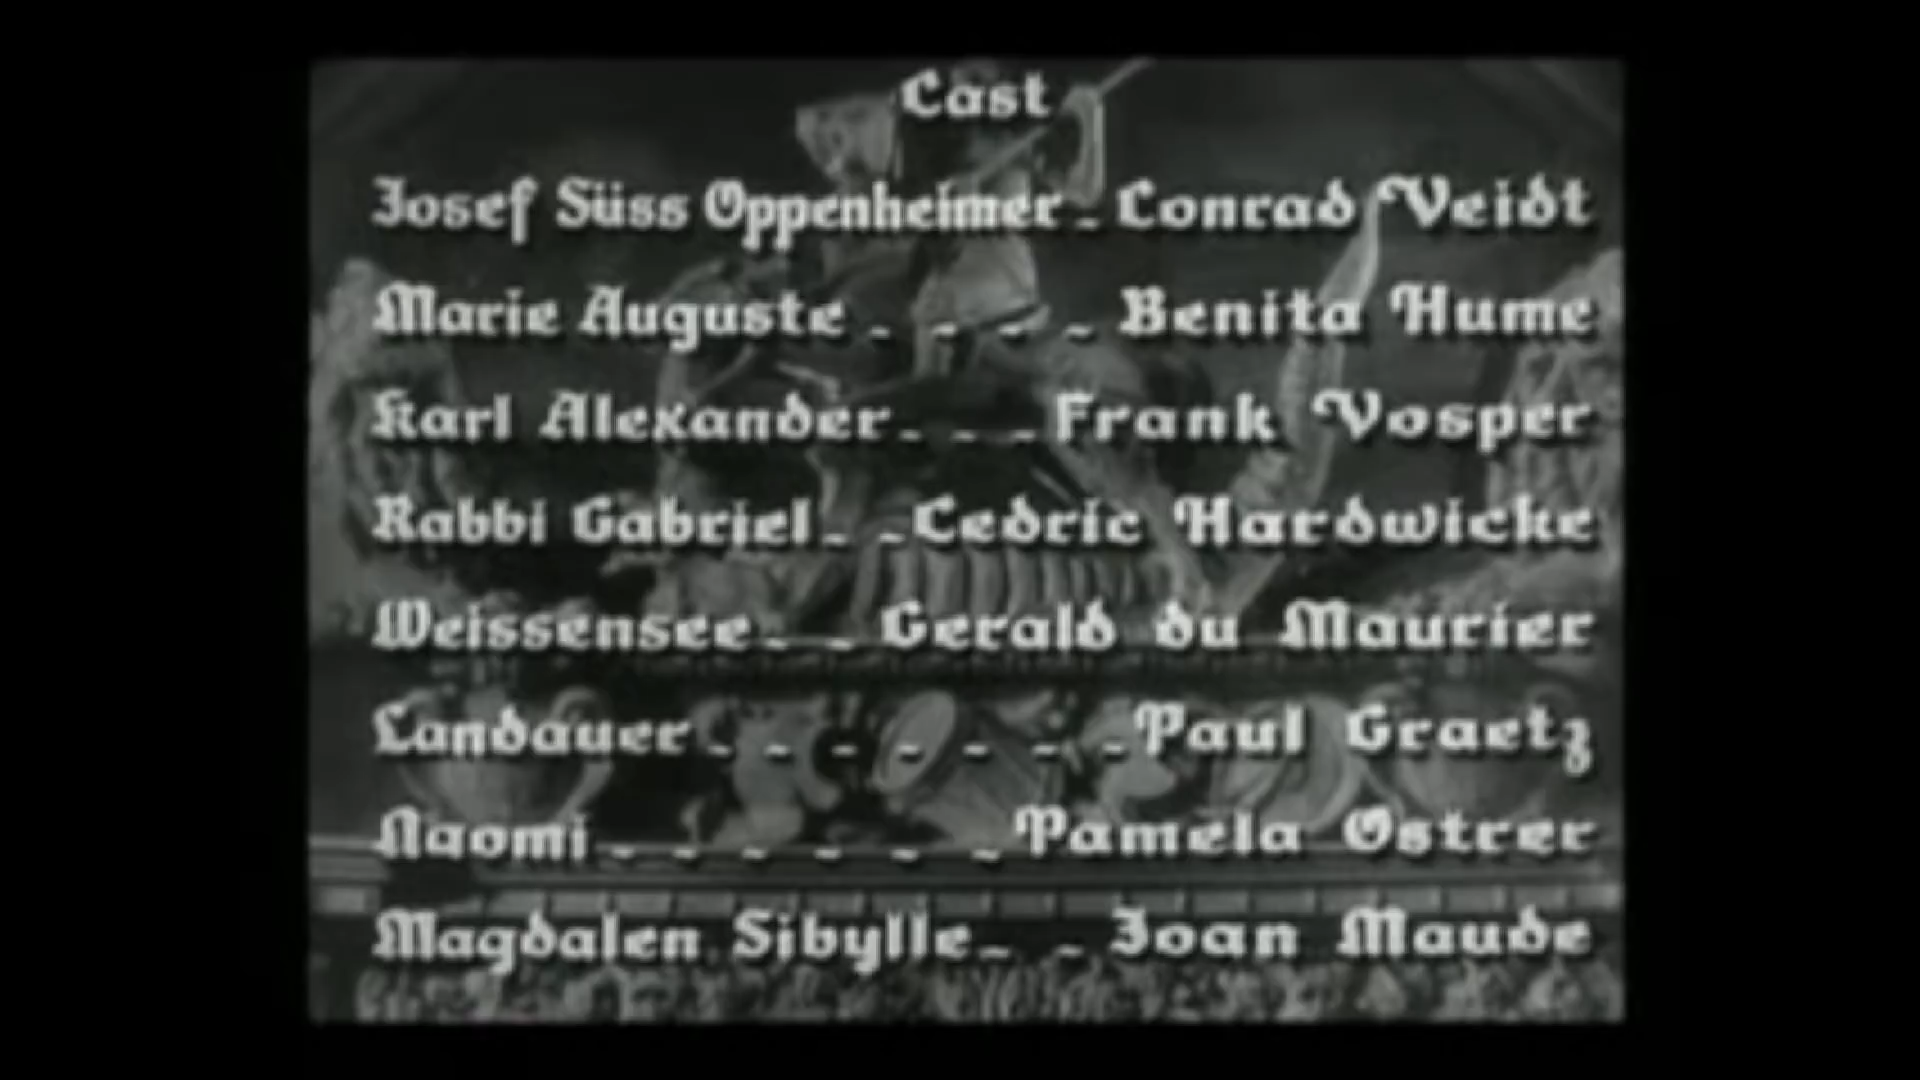 Cast
Josef Süss Oppenheimer - Conrad Veidt
Marie Auguste - - - - Benita Hume
Karl Alexander - - - Frank Vosper
Rabbi Gabriel - - Cedric Hardwicke
Weissensee - - Gerald du Maurier
Landauer - - - - - - - Paul Graetz
Naomi - - - - - - Pamela Ostrer
Magdalen Sibylle - - Joan Maude